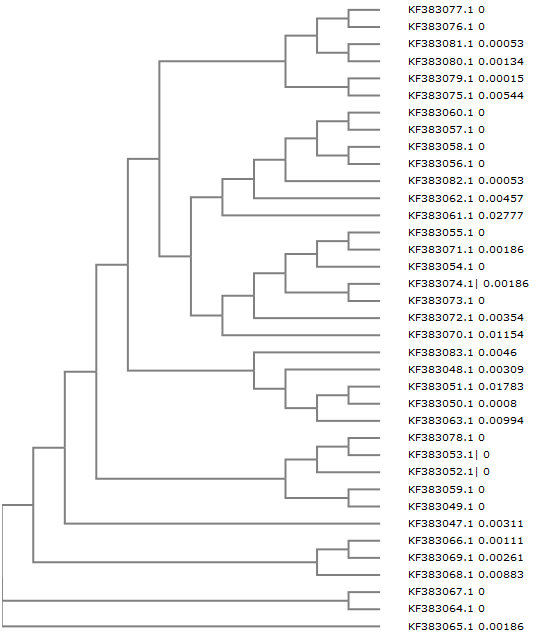 KF383077.1 0
KF383076.1 0
KF383081.1 0.00053
KF383080.1 0.00134
KF383079.1 0.00015
KF383075.1 0.00544
KF383060.1 0
KF383057.1 0
KF383058.1 0
KF383056.1 0
KF383082.1 0.00053
KF383062.1 0.00457
KF383061.1 0.02777
KF383055.1 0
KF383071.1 0.00186
KF383054.1 0
KF383074.1| 0.00186
KF383073.1 0
KF383072.1 0.00354
KF383070.1 0.01154
KF383083.1 0.0046
KF383048.1 0.00309
KF383051.1 0.01783
KF383050.1 0.0008
KF383063.1 0.00994
KF383078.1 0
KF383053.1| 0
KF383052.1| 0
KF383059.1 0
KF383049.1 0
KF383047.1 0.00311
KF383066.1 0.00111
KF383069.1 0.00261
KF383068.1 0.00883
KF383067.1 0
KF383064.1 0
KF383065.1 0.00186